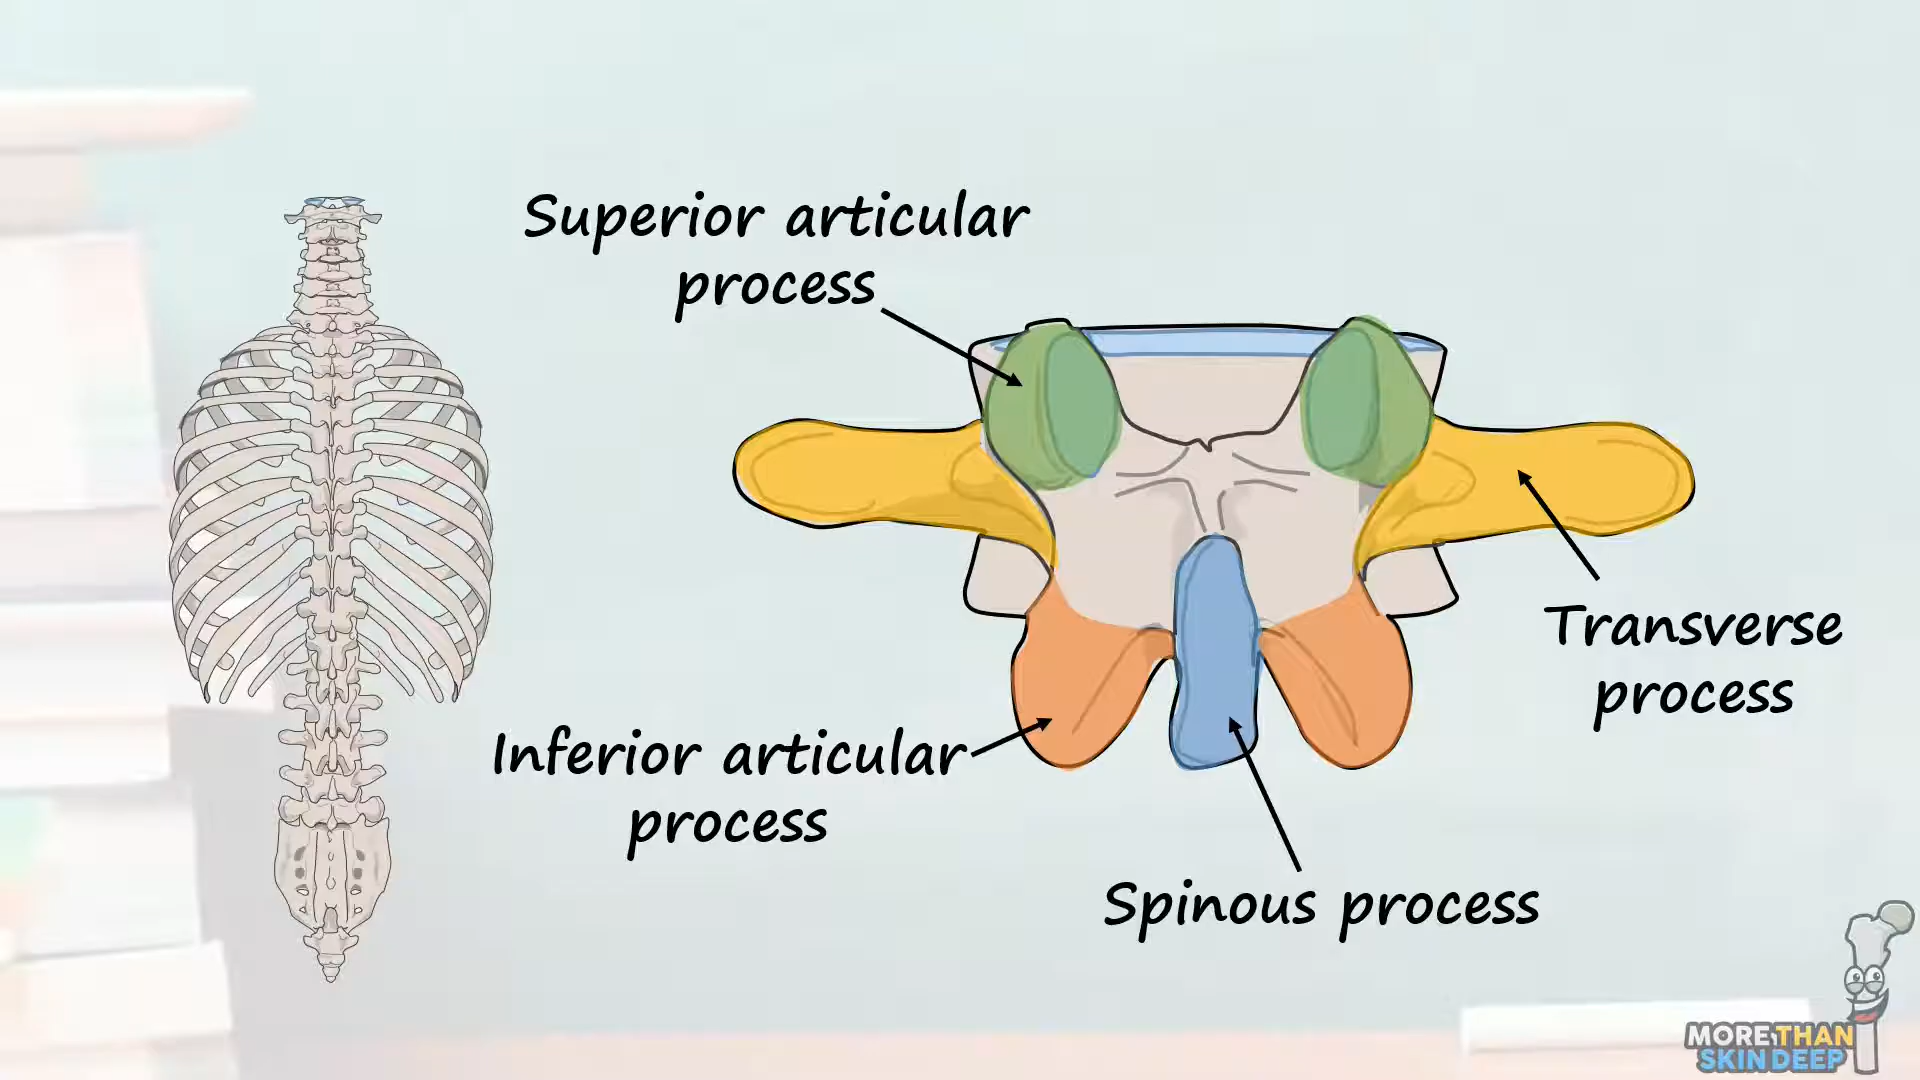 Superior articular
process
Transverse
process
Inferior articular
process
Spinous process
MORE THAN
SKIN DEEP